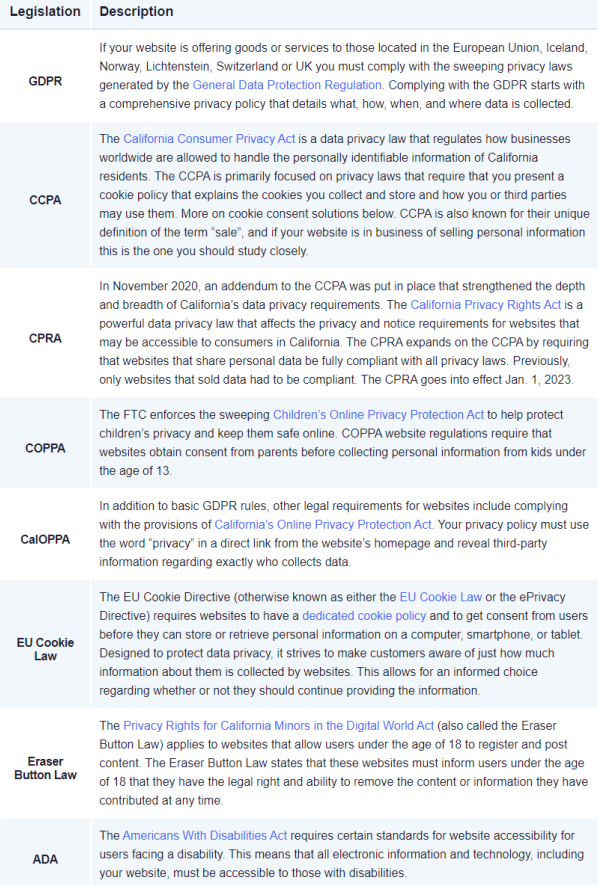 Legislation Description
If your website is offering goods or services to those located in the European Union, Iceland,
Norway, Lichtenstein, Switzerland or UK you must comply with the sweeping privacy laws
GDPR
generated by the General Data Protection Regulation. Complying with the GDPR starts with
a comprehensive privacy policy that details what, how, when, and where data is collected.
The California Consumer Privacy Act is a data privacy law that regulates how businesses
worldwide are allowed to handle the personally identifiable information of California
residents. The CCPA is primarily focused on privacy laws that require that you present a
CCPA
cookie policy that explains the cookies you collect and store and how you or third parties
may use them. More on cookie consent solutions below. CCPA is also known for their unique
definition of the term “sale”, and if your website is in business of selling personal information
this is the one you should study closely.
In November 2020, an addendum to the CCPA was put in place that strengthened the depth
and breadth of California’s data privacy requirements. The California Privacy Rights Act is a
powerful data privacy law that affects the privacy and notice requirements for websites that
CPRA
may be accessible to consumers in California. The CPRA expands on the CCPA by requiring
that websites that share personal data be fully compliant with all privacy laws. Previously,
only websites that sold data had to be compliant. The CPRA goes into effect Jan. 1, 2023.
The FTC enforces the sweeping Children’s Online Privacy Protection Act to help protect
children’s privacy and keep them safe online. COPPA website regulations require that
COPPA
websites obtain consent from parents before collecting personal information from kids under
the age of 13.
In addition to basic GDPR rules, other legal requirements for websites include complying
with the provisions of California’s Online Privacy Protection Act. Your privacy policy must use
CalOPPA
the word “privacy” in a direct link from the website’s homepage and reveal third-party
information regarding exactly who collects data.
The EU Cookie Directive (otherwise known as either the EU Cookie Law or the ePrivacy
Directive) requires websites to have a dedicated cookie policy and to get consent from users
before they can store or retrieve personal information on a computer, smartphone, or tablet.
EU Cookie
Law
Designed to protect data privacy, it strives to make customers aware of just how much
information about them is collected by websites. This allows for an informed choice
regarding whether or not they should continue providing the information.
The Privacy Rights for California Minors in the Digital World Act (also called the Eraser
Button Law) applies to websites that allow users under the age of 18 to register and post
Eraser
Button Law
content. The Eraser Button Law states that these websites must inform users under the age
of 18 that they have the legal right and ability to remove the content or information they have
contributed at any time.
The Americans With Disabilities Act requires certain standards for website accessibility for
ADA
users facing a disability. This means that all electronic information and technology, including
your website, must be accessible to those with disabilities.